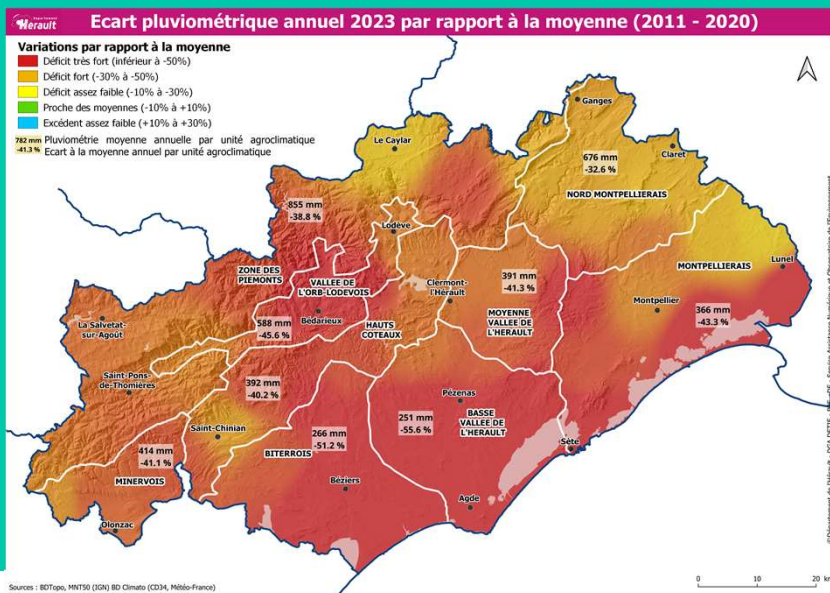 Département
Hérault
Ecart pluviométrique annuel 2023 par rapport à la moyenne (2011 - 2020)
Variations par rapport à la moyenne
Déficit très fort (inférieur à -50%)
Déficit fort (-30% à -50%)
Déficit assez faible (-10% à -30%)
Proche des moyennes (-10% à +10%)
Excédent assez faible (+10% à +30%)
782 mm Pluviométrie moyenne annuelle par unité agroclimatique
-41.3 % Ecart à la moyenne annuel par unité agroclimatique
Ganges
Le Caylar
Claret
676 mm
-32.6 %
NORD MONTPELLIERAIS
855 mm
-38.8 %
Lodève
ZONE DES
PIEMONTS
VALLEE DE
L'ORB-LODEVOIS
Clermont-
l'Hérault
391 mm
-41.3 %
MONTPELLIERAIS
Lunel
Montpellier
366 mm
-43.3 %
MOYENNE
VALLEE DE
L'HERAULT
Bédarieux
588 mm
-45.6 %
HAUTS
COTEAUX
La Salvetat-
sur-Agoût
Saint-Pons-
de-Thomières
392 mm
-40.2 %
Pézenas
251 mm
-55.6 %
BASSE
VALLEE DE
L'HERAULT
Saint-Chinian
266 mm
-51.2 %
BITERROIS
Sète
414 mm
-41.1 %
MINERVOIS
Béziers
Agde
Olonzac
Sources : BDTopo, MNT50 (IGN) BD Climato (CD34, Météo-France)
0 10 20 km